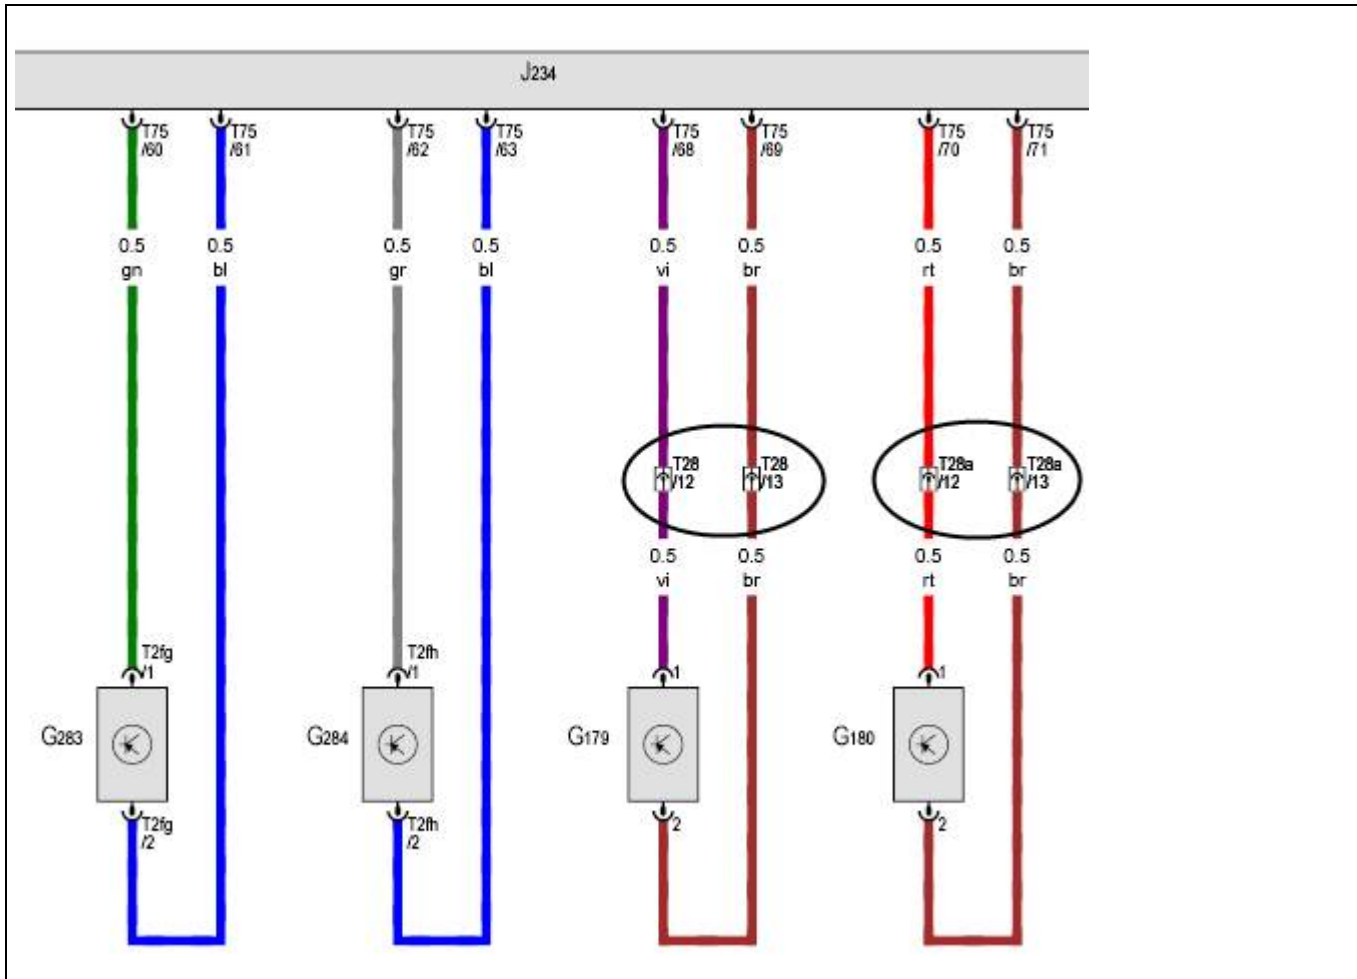 J234
T75
/60
T75
/61
T75
/62
T75
/63
T75
/68
T75
/69
T75
/70
T75
/71
0.5
gn
0.5
bl
0.5
gr
0.5
bl
0.5
vi
0.5
br
0.5
rt
0.5
br
T28
/12
T28
/13
T28a
/12
T28a
/13
0.5
vi
0.5
br
0.5
rt
0.5
br
T2fg
/1
T2fh
/1
1
1
G283
G284
G179
G180
T2fg
/2
T2fh
/2
2
2